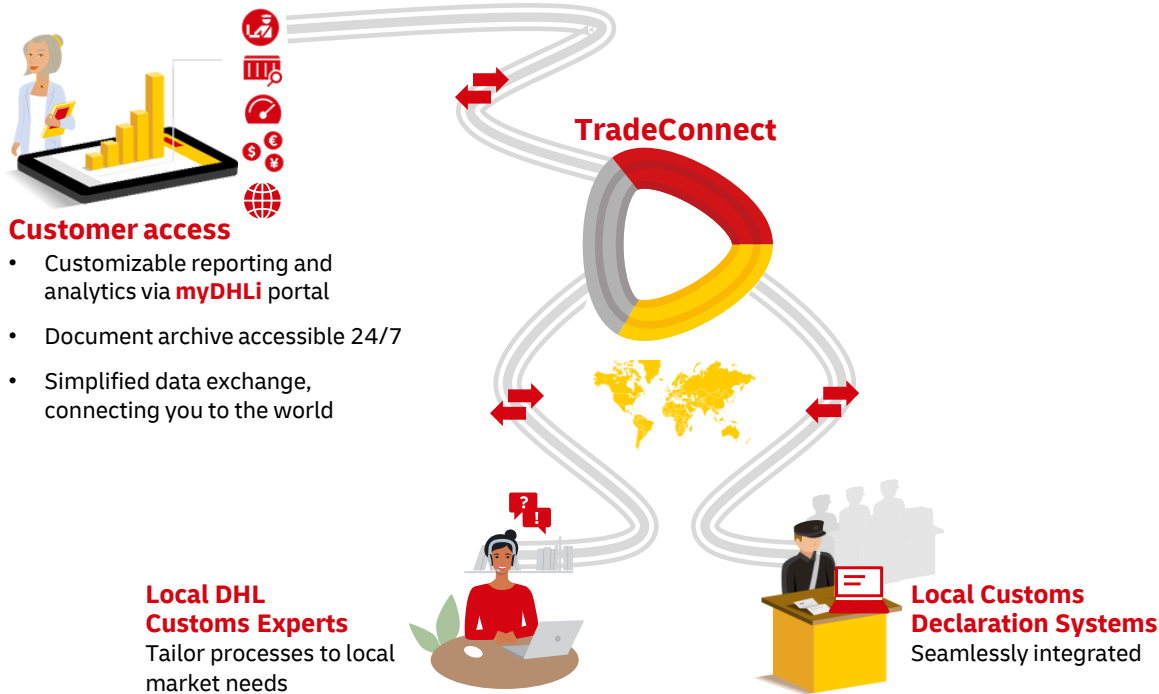 TradeConnect
Customer access
• Customizable reporting and
analytics via myDHLi portal
• Document archive accessible 24/7
• Simplified data exchange,
connecting you to the world
$ € ¥
? !
Local DHL
Customs Experts
Tailor processes to local
market needs
Local Customs
Declaration Systems
Seamlessly integrated